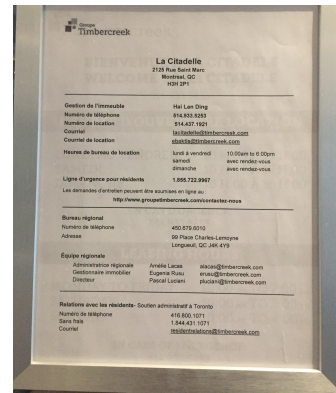 Groupe
Timbercreek
La Citadelle
2125 Rue Saint Marc
Montreal, QC
H3H 2P1
Gestion de l'immeuble Hai Lan Ding
Numéro de téléphone 514.933.5253
Numéro de location 514.437.1921
Courriel lacitadelle@timbercreek.com
Courriel de location
Heures de bureau de location lundi à vendredi 10:00am to 6:00pm
samedi avec rendez-vous
dimanche avec rendez-vous
Ligne d'urgence pour résidents 1.866.722.9967
Les demandes d'entretien peuvent être soumises en ligne au :
http://www.groupetimbercreek.com/contactez-nous
Bureau régional
Numéro de téléphone 450.679.6010
Adresse 99 Place Charles-Lemoyne
Longueuil, QC J4K 4Y9
Équipe régionale
Administratrice régionale Amélie Lacas alacas@timbercreek.com
Gestionnaire immobilier Eugenia Rusu erusu@timbercreek.com
Directeur Pascal Luciani pluciani@timbercreek.com
Relations avec les résidents- Soutien administratif à Toronto
Numéro de téléphone 416.800.1071
Sans frais 1.844.431.1071
Courriel residentrelations@timbercreek.com